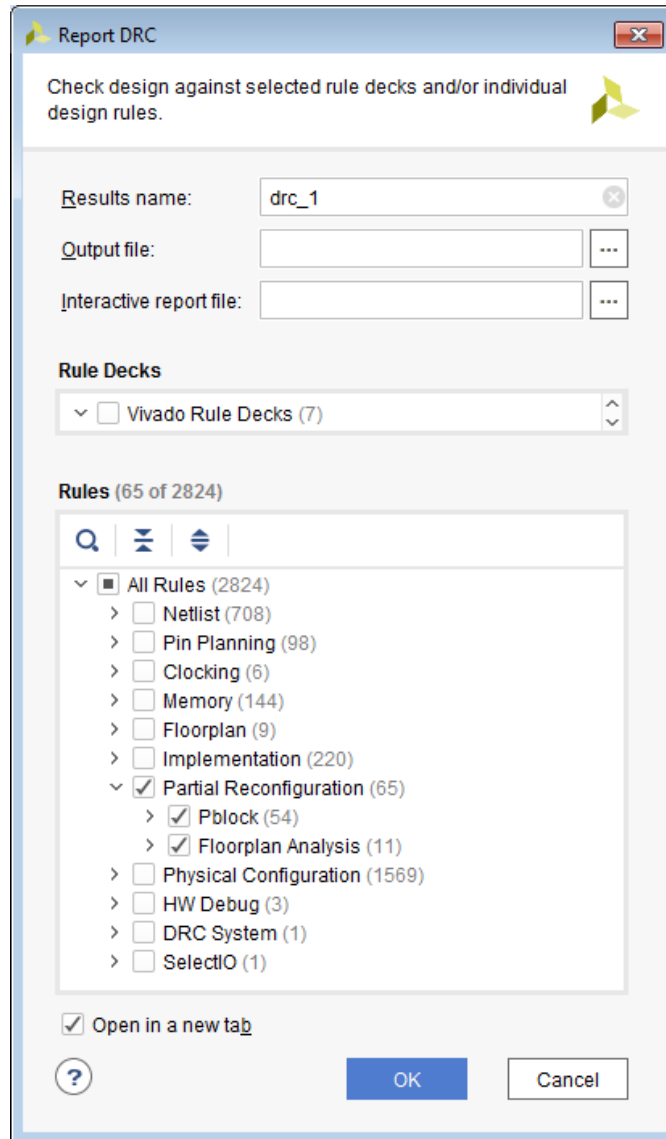 Report DRC
Check design against selected rule decks and/or individual
design rules.
Results name: drc_1
Output file: ...
Interactive report file: ...
Rule Decks
Vivado Rule Decks (7)
Rules (65 of 2824)
All Rules (2824)
Netlist (708)
Pin Planning (98)
Clocking (6)
Memory (144)
Floorplan (9)
Implementation (220)
Partial Reconfiguration (65)
Pblock (54)
Floorplan Analysis (11)
Physical Configuration (1569)
HW Debug (3)
DRC System (1)
SelectIO (1)
Open in a new tab
? OK Cancel